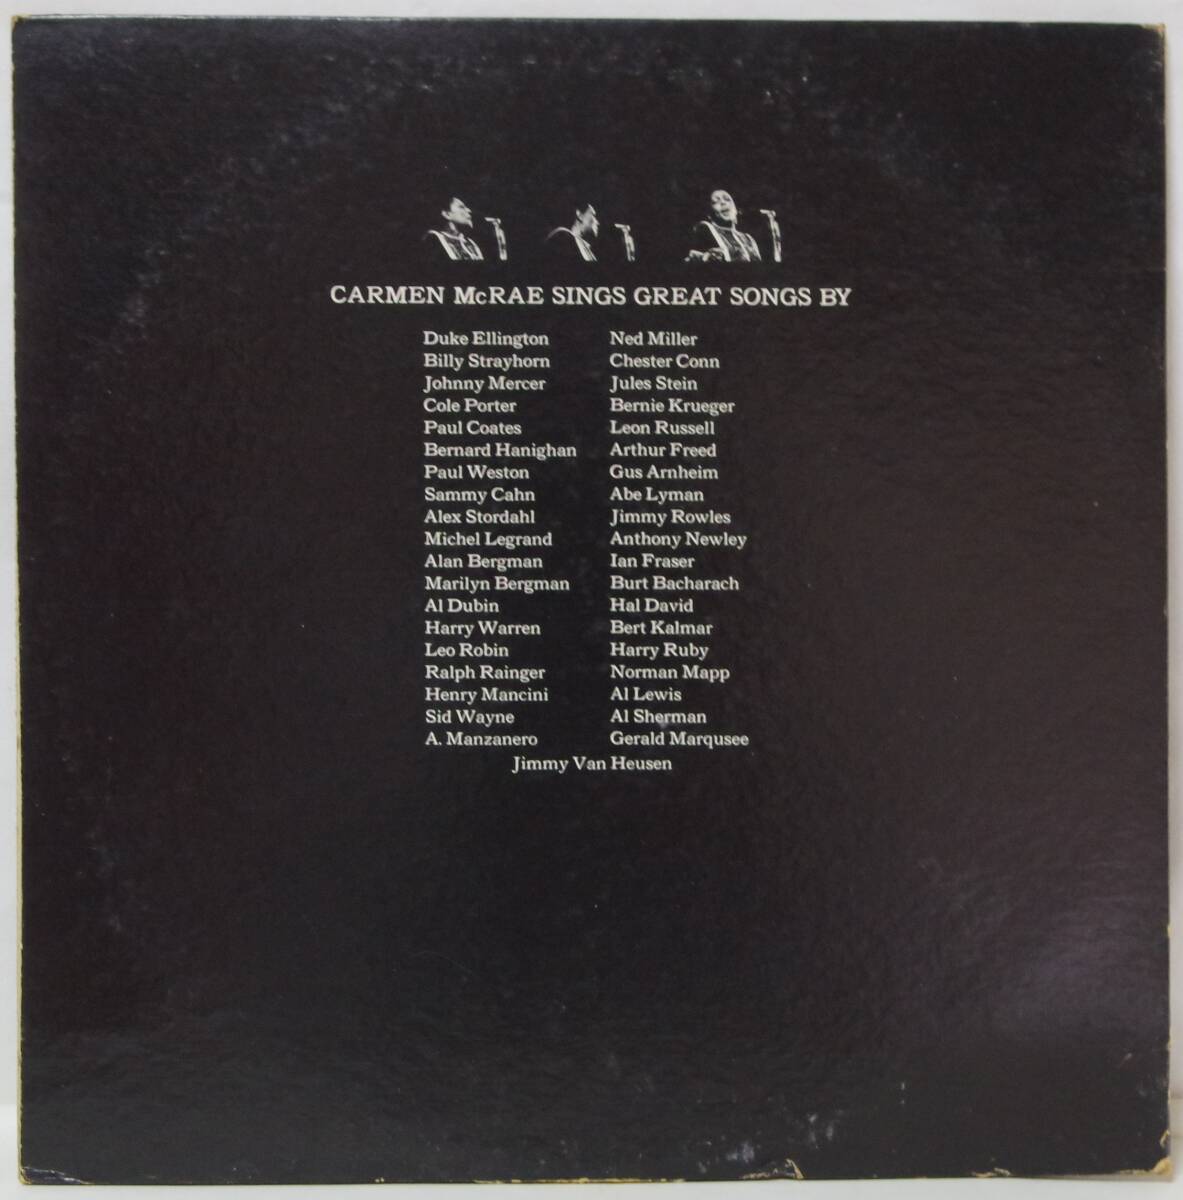 CARMEN McRAE SINGS GREAT SONGS BY
Duke Ellington
Billy Strayhorn
Johnny Mercer
Cole Porter
Paul Coates
Bernard Hanighan
Paul Weston
Sammy Cahn
Alex Stordahl
Michel Legrand
Alan Bergman
Marilyn Bergman
Al Dubin
Harry Warren
Leo Robin
Ralph Rainger
Henry Mancini
Sid Wayne
A. Manzanero
Ned Miller
Chester Conn
Jules Stein
Bernie Krueger
Leon Russell
Arthur Freed
Gus Arnheim
Abe Lyman
Jimmy Rowles
Anthony Newley
Ian Fraser
Burt Bacharach
Hal David
Bert Kalmar
Harry Ruby
Norman Mapp
Al Lewis
Al Sherman
Gerald Marqusee
Jimmy Van Heusen